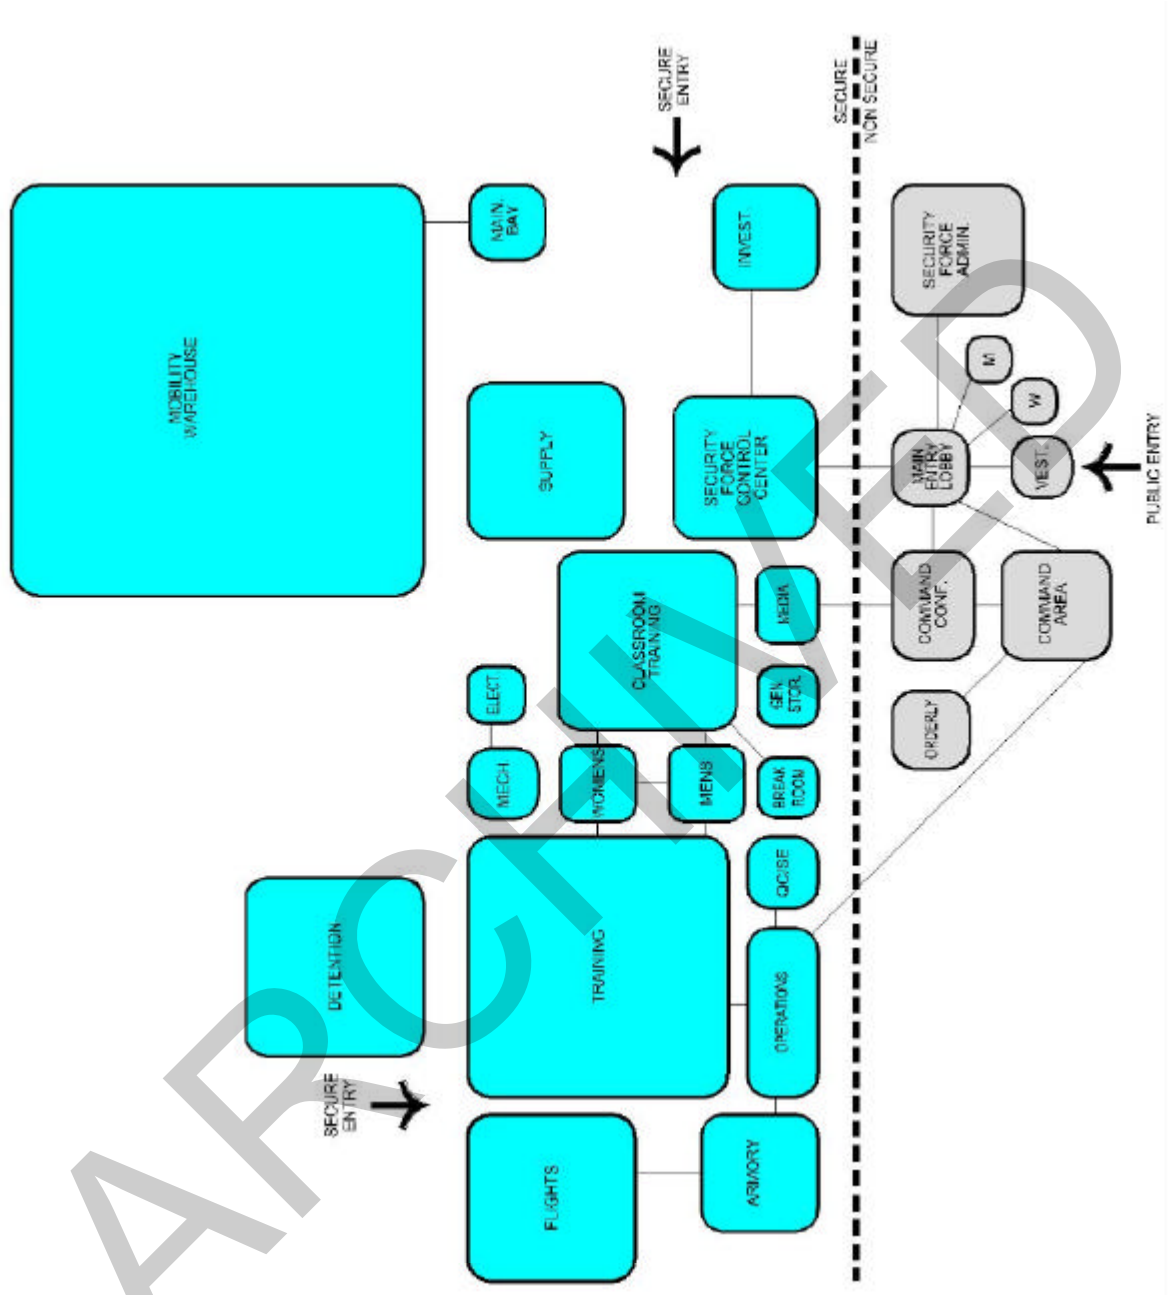 SECURE
ENTRY
SECURE
NON SECURE
MOBILITY
WAREHOUSE
MAIN.
BAY
INVEST.
SECURITY
FORCE
ADMIN.
SUPPLY
SECURITY
FORCE
CONTROL
CENTER
MAIN
ENTRY
LOBBY
M
W
VEST.
PUBLIC ENTRY
CLASSROOM
TRAINING
MEDIA
COMMAND
CONF.
COMMAND
AREA
ELECT
GEN
STOR.
ORDERLY
MECH
WOMENS
MENS
BREAK
ROOM
DETENTION
TRAINING
QC/SE
OPERATIONS
SECURE
ENTRY
FLIGHTS
ARMORY
ARCHIVED